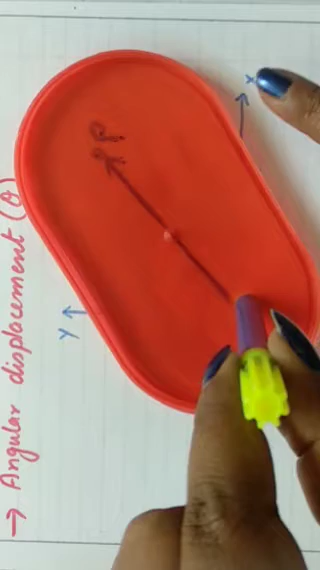 → Angular displacement (θ)
Y
X
P